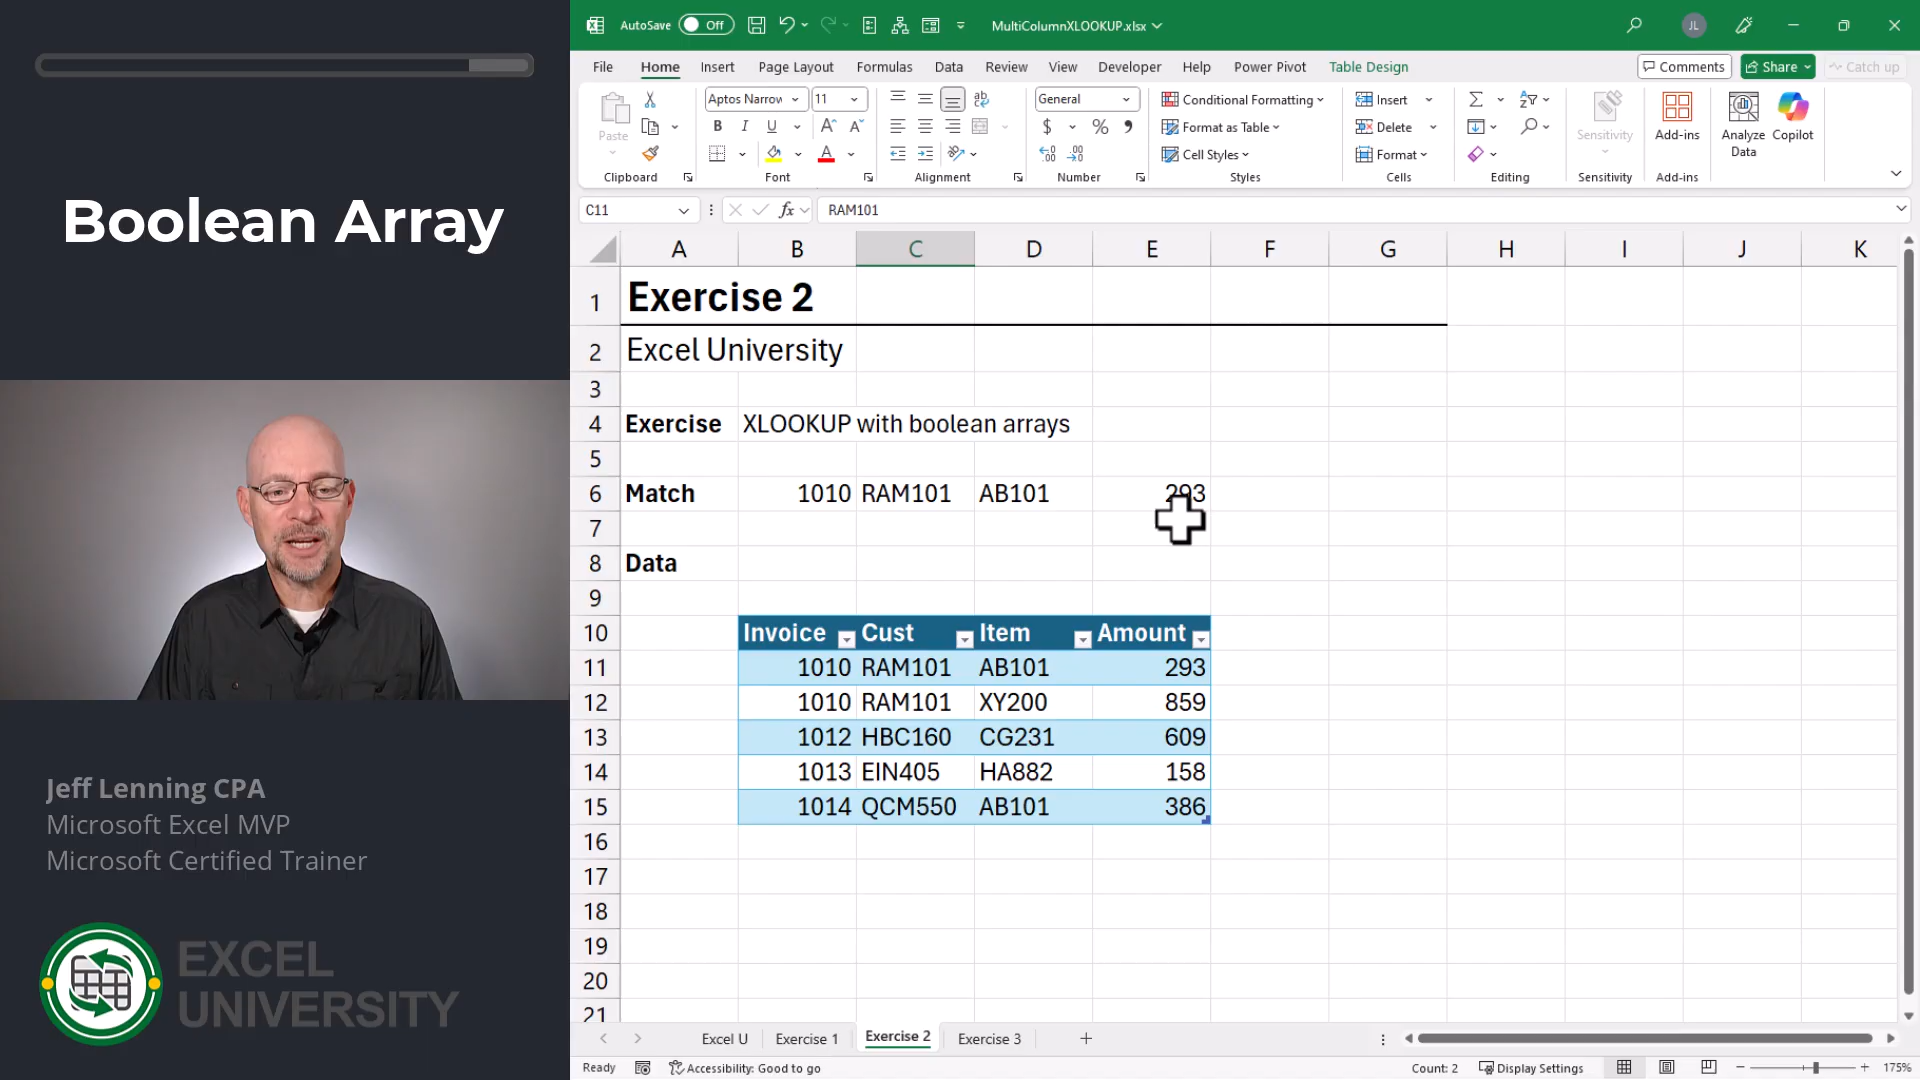 Boolean Array
Jeff Lenning CPA
Microsoft Excel MVP
Microsoft Certified Trainer
EXCEL
UNIVERSITY
AutoSave Off MultiColumnXLOOKUP.xlsx JL
File Home Insert Page Layout Formulas Data Review View Developer Help Power Pivot Table Design Comments Share Catch up
Paste
Clipboard
Aptos Narrow 11
B I U A A
A
Font
ab
Alignment
General
$ % ,
Number
Conditional Formatting
Format as Table
Cell Styles
Styles
Insert
Delete
Format
Cells
Editing
Sensitivity
Sensitivity
Add-ins
Add-ins
Analyze
Data
Copilot
C11 fx RAM101
A B C D E F G H I J K
1 Exercise 2
2 Excel University
3
4 Exercise XLOOKUP with boolean arrays
5
6 Match 1010 RAM101 AB101 293
7
8 Data
9
10 Invoice Cust Item Amount
11 1010 RAM101 AB101 293
12 1010 RAM101 XY200 859
13 1012 HBC160 CG231 609
14 1013 EIN405 HA882 158
15 1014 QCM550 AB101 386
16
17
18
19
20
21
Excel U Exercise 1 Exercise 2 Exercise 3
Ready Accessibility: Good to go Count: 2 Display Settings 175%